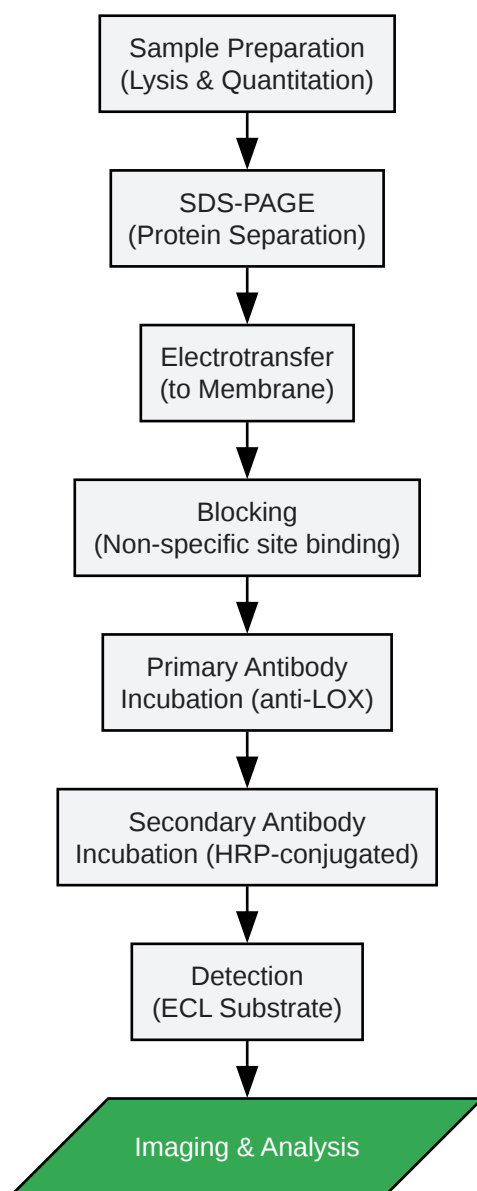 Sample Preparation
(Lysis & Quantitation)
SDS-PAGE
(Protein Separation)
Electrotransfer
(to Membrane)
Blocking
(Non-specific site binding)
Primary Antibody
Incubation (anti-LOX)
Secondary Antibody
Incubation (HRP-conjugated)
Detection
(ECL Substrate)
Imaging & Analysis